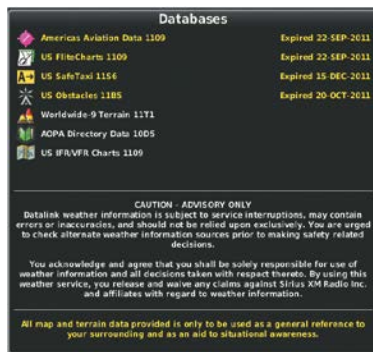 Databases
Americas Aviation Data 1109 Expired 22-SEP-2011
US FliteCharts 1109 Expired 22-SEP-2011
A→ US SafeTaxi 11S6 Expired 15-DEC-2011
US Obstacles 11B5 Expired 20-OCT-2011
Worldwide-9 Terrain 11T1
AOPA Directory Data 10D5
US IFR/VFR Charts 1109
CAUTION - ADVISORY ONLY
Datalink weather information is subject to service interruptions, may contain
errors or inaccuracies, and should not be relied upon exclusively. You are urged
to check alternate weather information sources prior to making safety related
decisions.
You acknowledge and agree that you shall be solely responsible for use of
weather information and all decisions taken with respect thereto. By using this
weather service, you release and waive any claims against Sirius XM Radio Inc.
and affiliates with regard to weather information.
All map and terrain data provided is only to be used as a general reference to
your surrounding and as an aid to situational awareness.